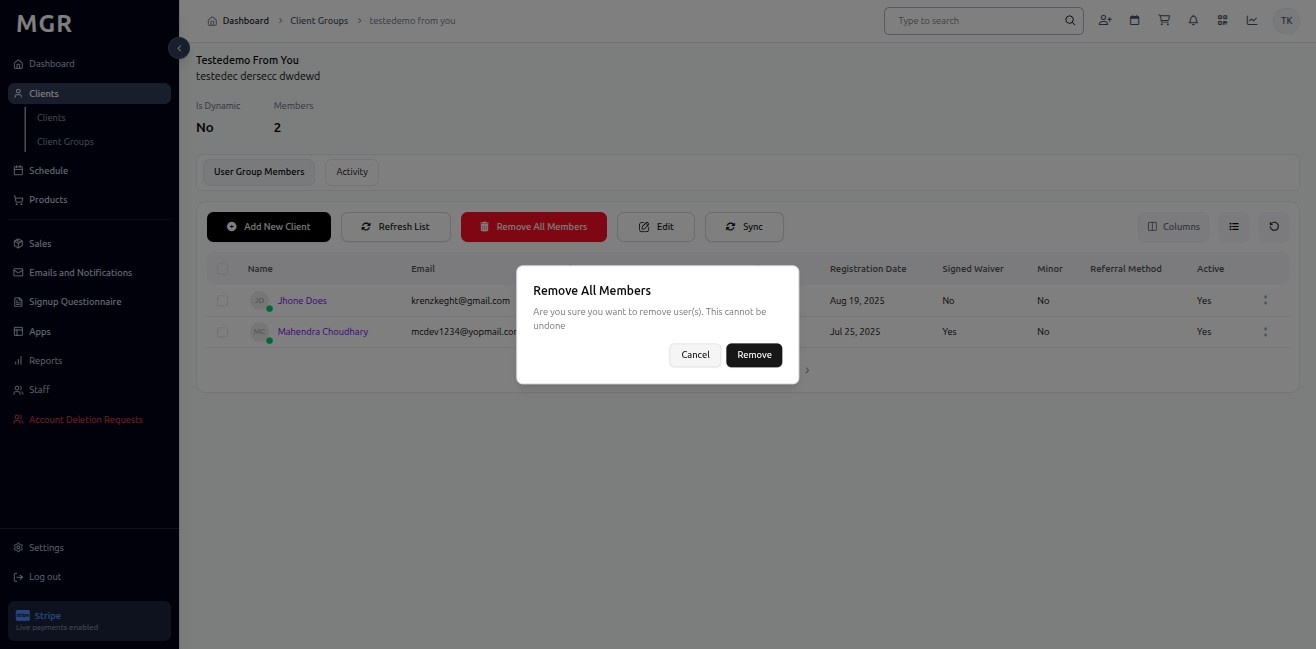 MGR
Dashboard
Clients
Clients
Client Groups
Schedule
Products
Sales
Emails and Notifications
Signup Questionnaire
Apps
Reports
Staff
Account Deletion Requests
Settings
Log out
Stripe
Live payments enabled
Dashboard > Client Groups > testedemo from you
Type to search
TK
Testedemo From You
testedec dersecc dwdewd
Is Dynamic Members
No 2
User Group Members Activity
Add New Client Refresh List Remove All Members Edit Sync Columns
Name Email Registration Date Signed Waiver Minor Referral Method Active
JD Jhone Does krenzkeght@gmail.com Aug 19, 2025 No No Yes
MC Mahendra Choudhary mcdev1234@yopmail.cor Jul 25, 2025 Yes No Yes
Remove All Members
Are you sure you want to remove user(s). This cannot be
undone
Cancel Remove